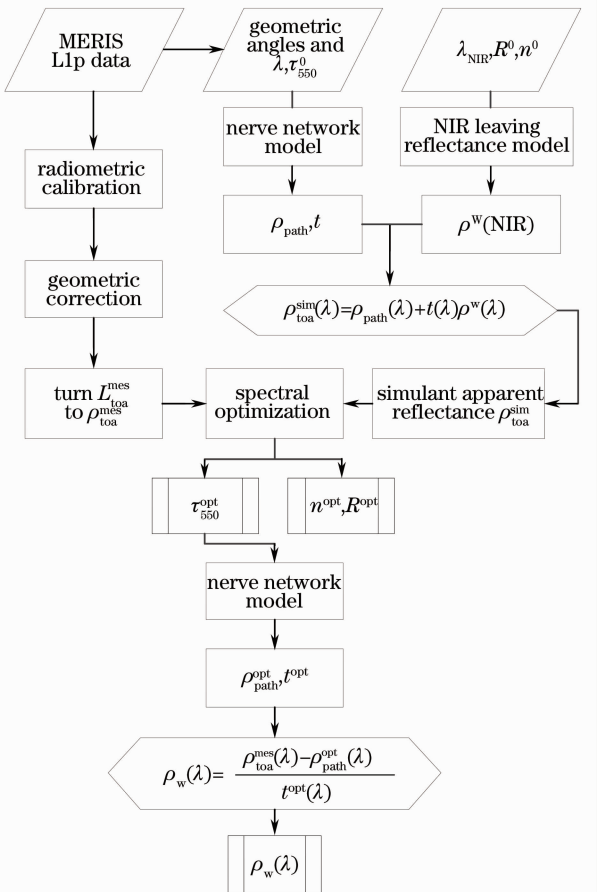 MERIS
L1p data
geometric
angles and
λ,τ⁰₅₅₀
λ_NIR,R⁰,n⁰
nerve network
model
NIR leaving
reflectance model
radiometric
calibration
ρ_path,t
ρ^W(NIR)
geometric
correction
ρ^sim_toa(λ)=ρ_path(λ)+t(λ)ρ^w(λ)
turn L^mes_toa
to ρ^mes_toa
spectral
optimization
simulant apparent
reflectance ρ^sim_toa
τ^opt_550
n^opt,R^opt
nerve network
model
ρ^opt_path,t^opt
ρ_w(λ)= 
ρ^mes_toa(λ)−ρ^opt_path(λ)
t^opt(λ)
ρ_w(λ)